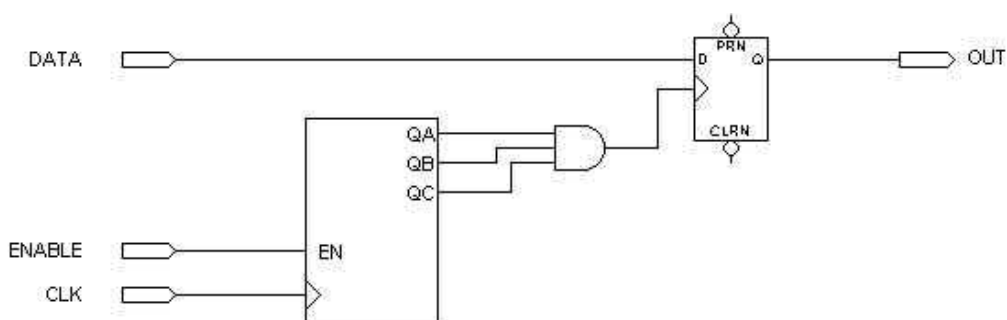 DATA
PRN
D
Q
OUT
CLRN
QA
QB
QC
ENABLE
EN
CLK